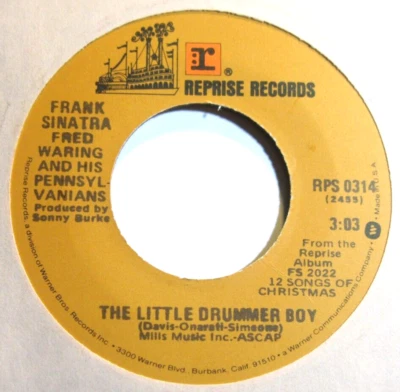 r ®
REPRISE RECORDS
FRANK
SINATRA
FRED
WARING
AND HIS
PENNSYL-
VANIANS
Produced by
Sonny Burke
RPS 0314
(2455)
3:03
From the
Reprise
Album
FS 2022
12 SONGS OF
CHRISTMAS
THE LITTLE DRUMMER BOY
(Davis-Onorati-Simeone)
Mills Music Inc.-ASCAP
Reprise Records, a division of Warner Bros. Records Inc. • 3300 Warner Blvd., Burbank, Calif. 91510 • a Warner Communications Company • W Made in U.S.A.